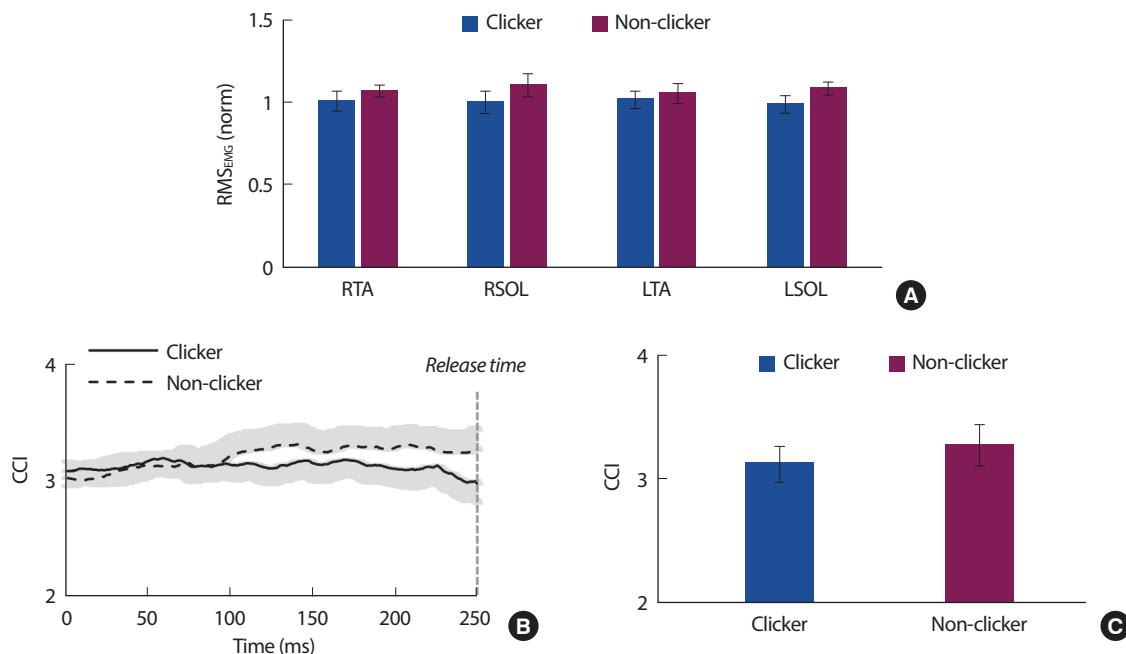 Clicker Non-clicker
1.5
1
0.5
0
RMSEMG (norm)
RTA RSOL LTA LSOL
A
Clicker
Non-clicker
Release time
4
3
2
CCI
0 50 100 150 200 250
Time (ms)
B
Clicker Non-clicker
4
3
2
CCI
Clicker Non-clicker
C